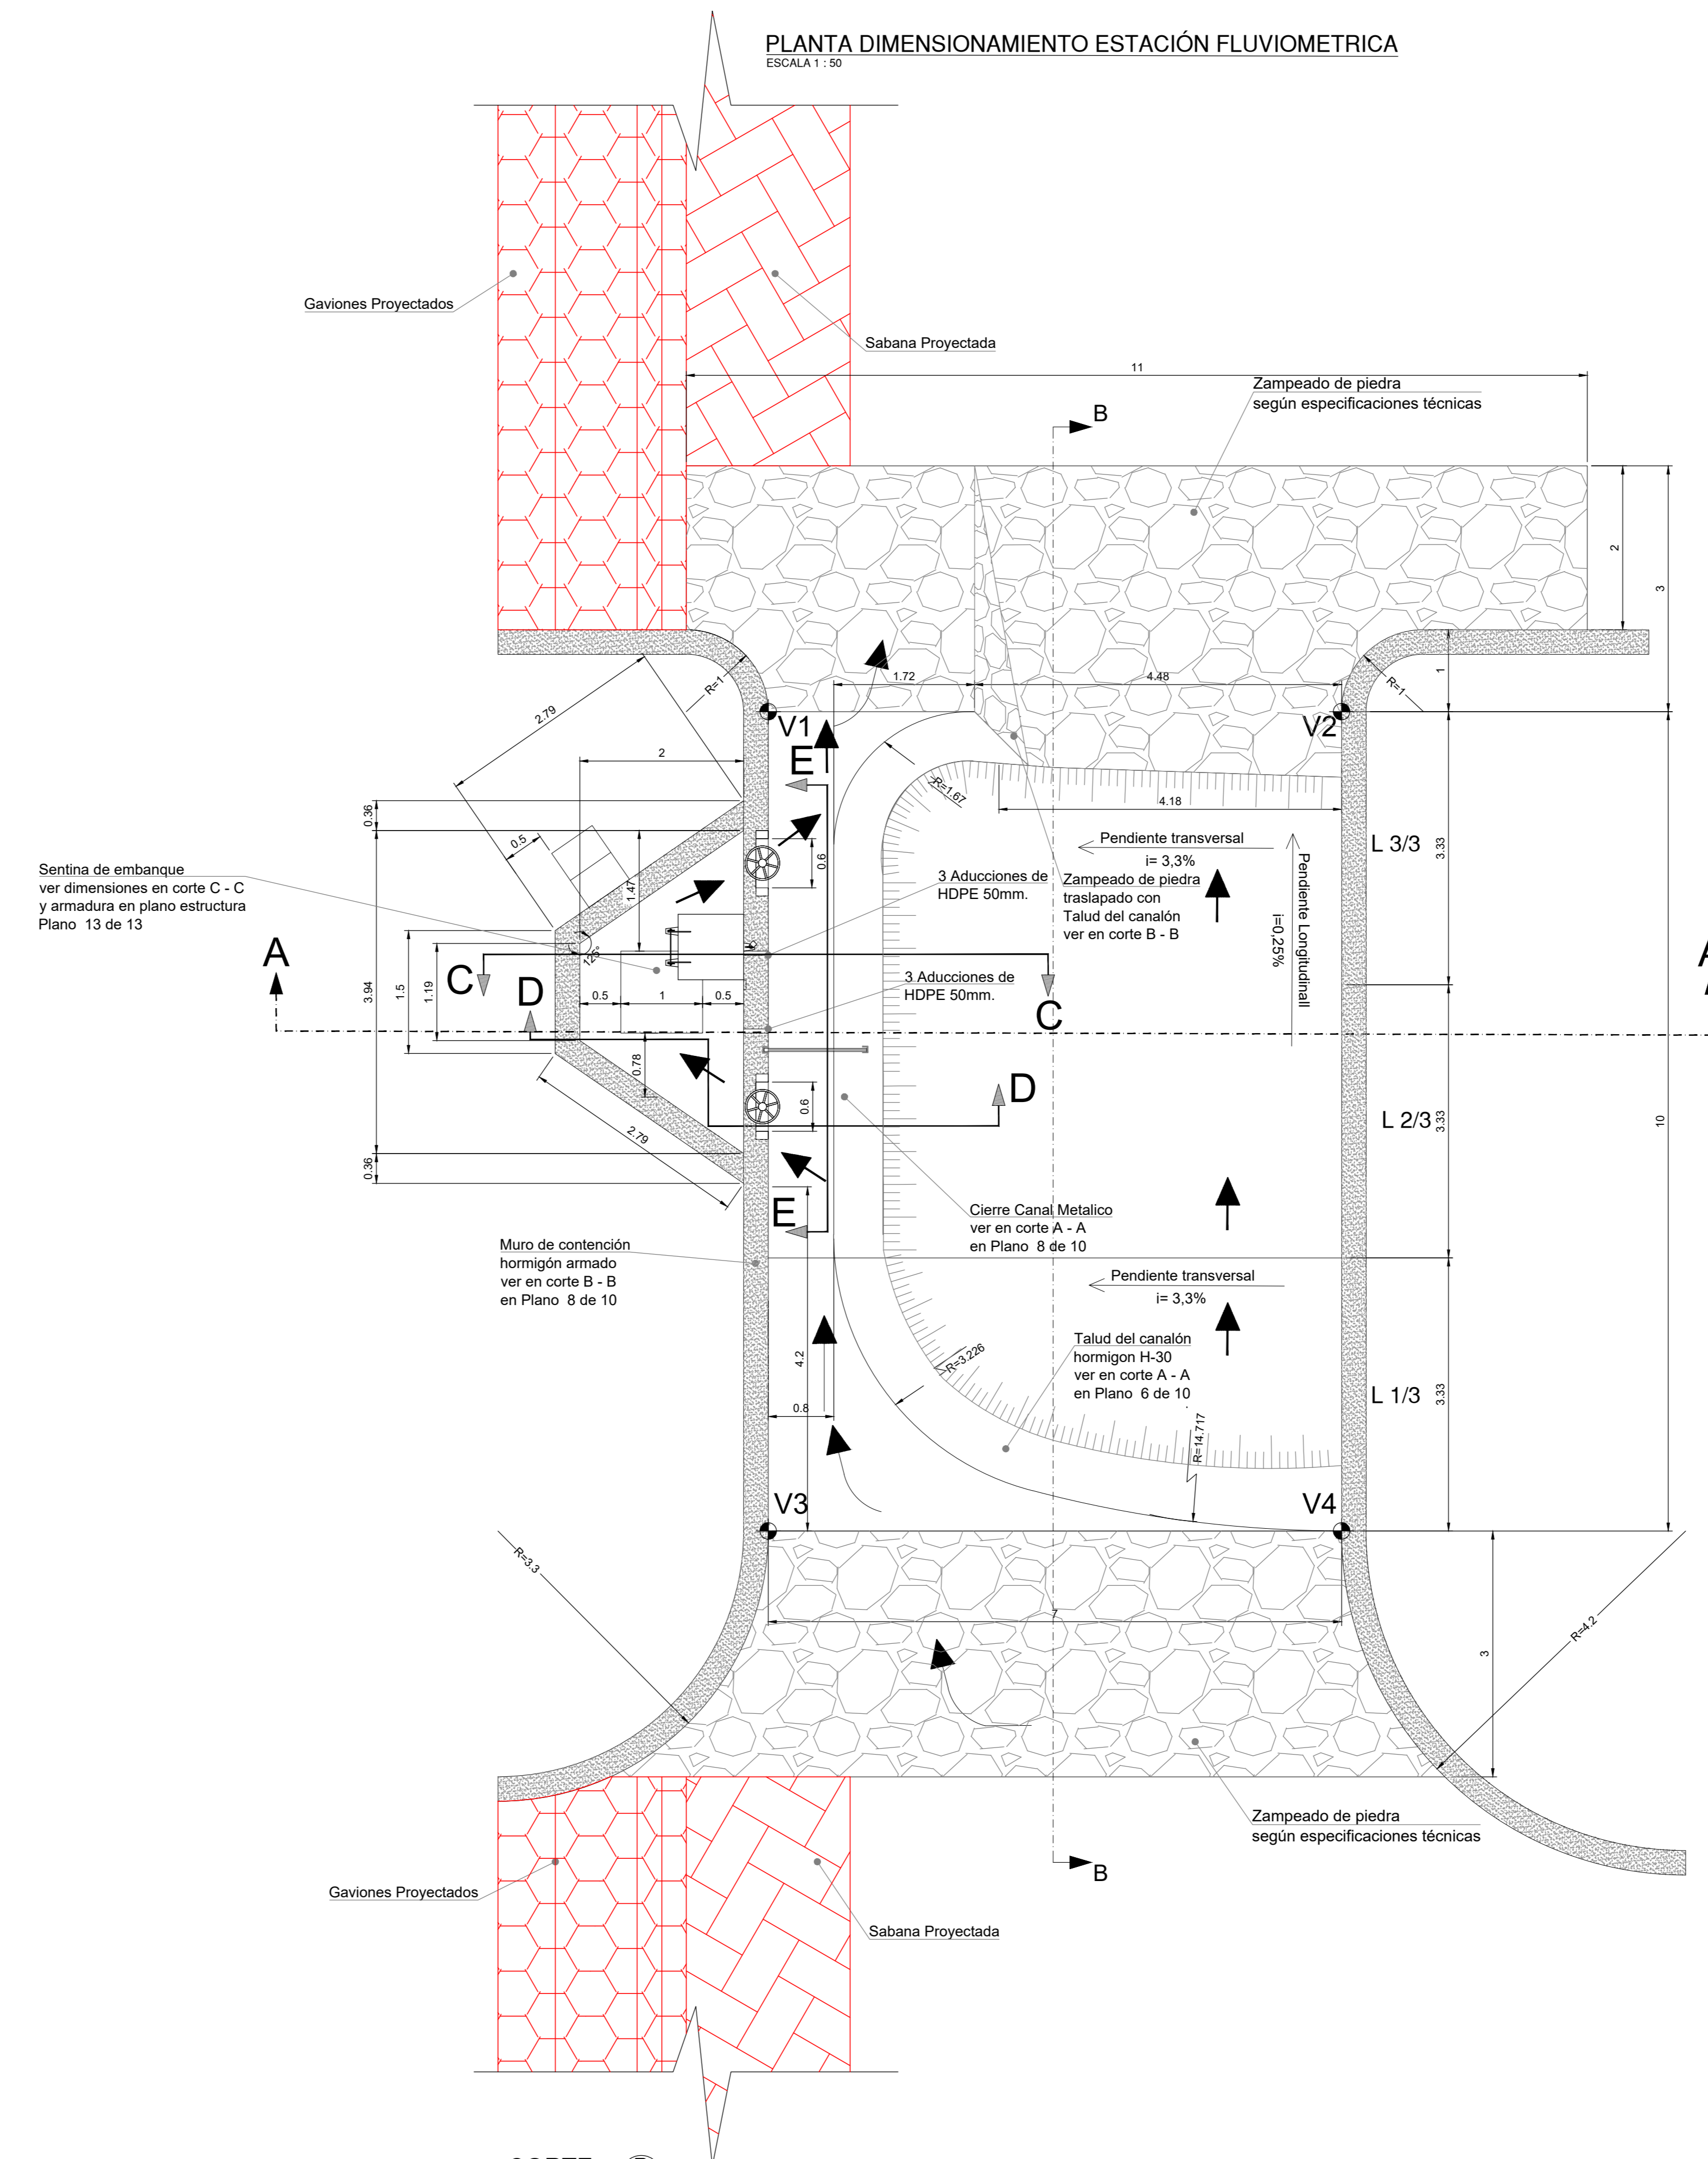 PLANTA DIMENSIONAMIENTO ESTACIÓN FLUVIOMETRICA
ESCALA 1 : 50
Gaviones Proyectados
Sabana Proyectada
11
Zampeado de piedra
según especificaciones técnicas
B
2
3
1
R=1
R=1
1.72
4.48
V1
V2
E
2.79
2
0.36
0.5
R=1.67
4.18
Pendiente transversal
i= 3,3%
L 3/3
3.33
Sentina de embanque
ver dimensiones en corte C - C
y armadura en plano estructura
Plano 13 de 13
1.47
0.6
3 Aducciones de
HDPE 50mm.
Zampeado de piedra
traslapado con
Talud del canalón
ver en corte B - B
Pendiente Longitudinall
i=0,25%
125°
A
A
C
D
3.94
1.5
1.19
0.5
1
0.5
3 Aducciones de
HDPE 50mm.
C
0.78
0.6
D
L 2/3
3.33
10
2.79
0.36
E
Cierre Canal Metalico
ver en corte A - A
en Plano 8 de 10
Muro de contención
hormigón armado
ver en corte B - B
en Plano 8 de 10
Pendiente transversal
i= 3,3%
4.2
0.8
R=3.226
Talud del canalón
hormigon H-30
ver en corte A - A
en Plano 6 de 10
R=14.717
L 1/3
3.33
V3
V4
R=3.3
7
R=4.2
3
Zampeado de piedra
según especificaciones técnicas
B
Gaviones Proyectados
Sabana Proyectada